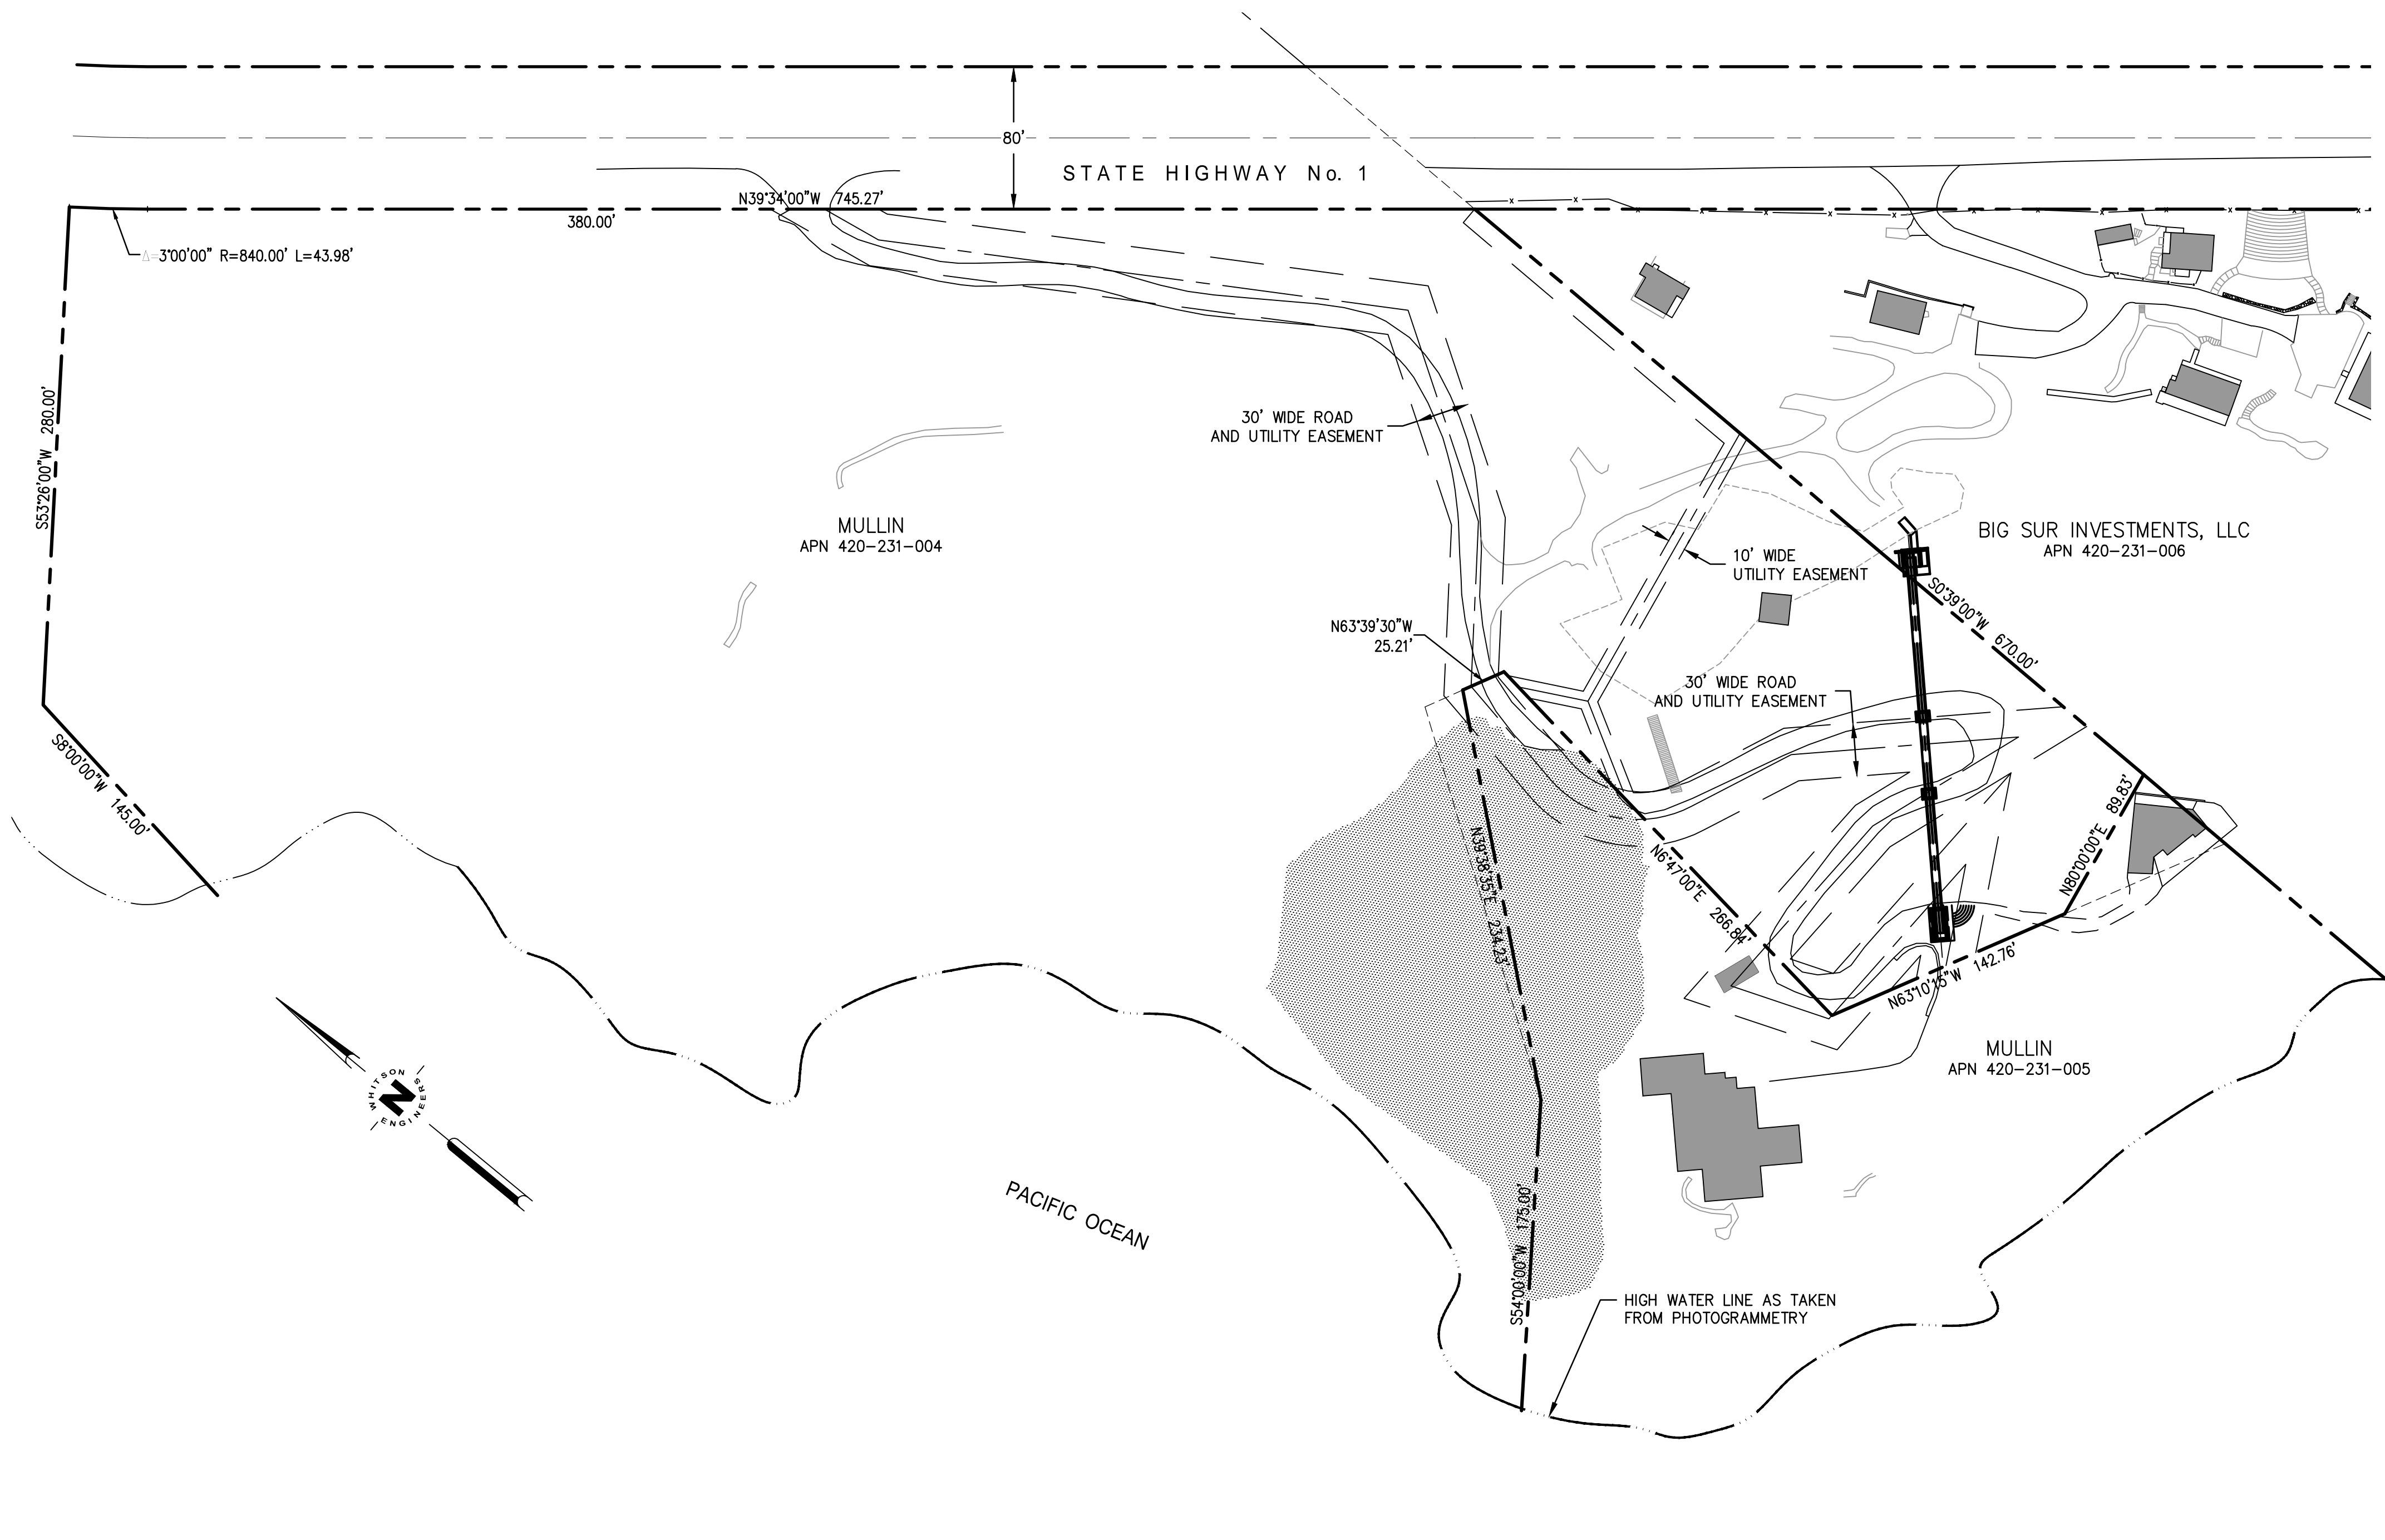 80'
STATE HIGHWAY No. 1
N39°34'00"W 745.27'
380.00'
Δ=3°00'00" R=840.00' L=43.98'
S53°26'00"W 280.00'
30' WIDE ROAD
AND UTILITY EASEMENT
MULLIN
APN 420-231-004
BIG SUR INVESTMENTS, LLC
APN 420-231-006
10' WIDE
UTILITY EASEMENT
S0°39'00"W 670.00'
N63°39'30"W
25.21'
30' WIDE ROAD
AND UTILITY EASEMENT
S8°00'00"W 145.00'
N39°38'35"E 234.23'
N6°47'00"E 266.84'
N80°00'00"E 89.83'
N63°10'15"W 142.76'
MULLIN
APN 420-231-005
WHITSON
N
ENGINEERS
PACIFIC OCEAN
S54°00'00"W 175.00'
HIGH WATER LINE AS TAKEN
FROM PHOTOGRAMMETRY